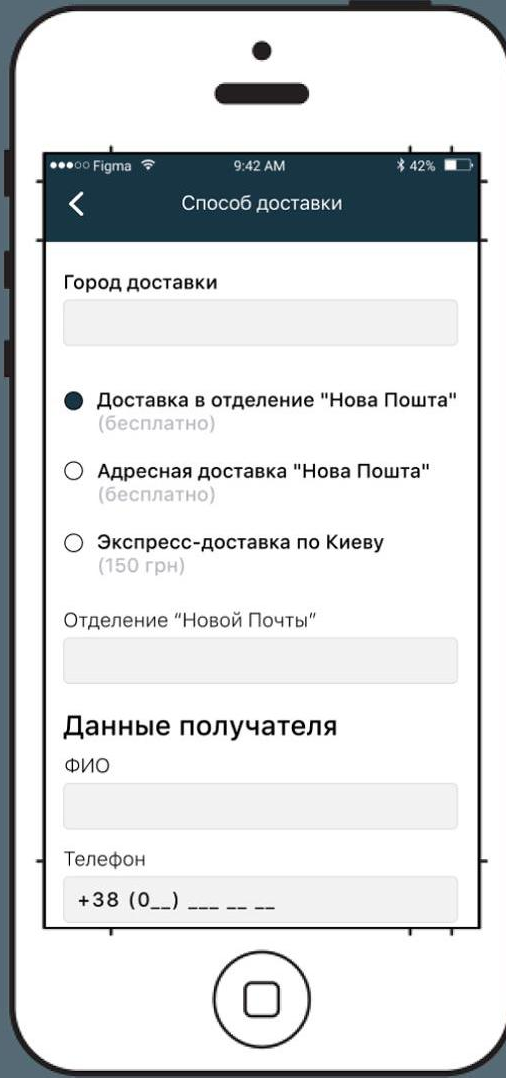 Figma 9:42 AM 42%
Способ доставки
Город доставки
Доставка в отделение "Нова Пошта"
(бесплатно)
Адресная доставка "Нова Пошта"
(бесплатно)
Экспресс-доставка по Киеву
(150 грн)
Отделение “Новой Почты”
Данные получателя
ФИО
Телефон
+38 (0__) ___ __ __